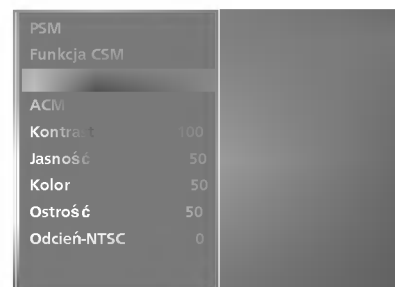 PSM
Funkcja CSM
ACM
Kontrast 100
Jasność 50
Kolor 50
Ostrość 50
Odcień-NTSC 0